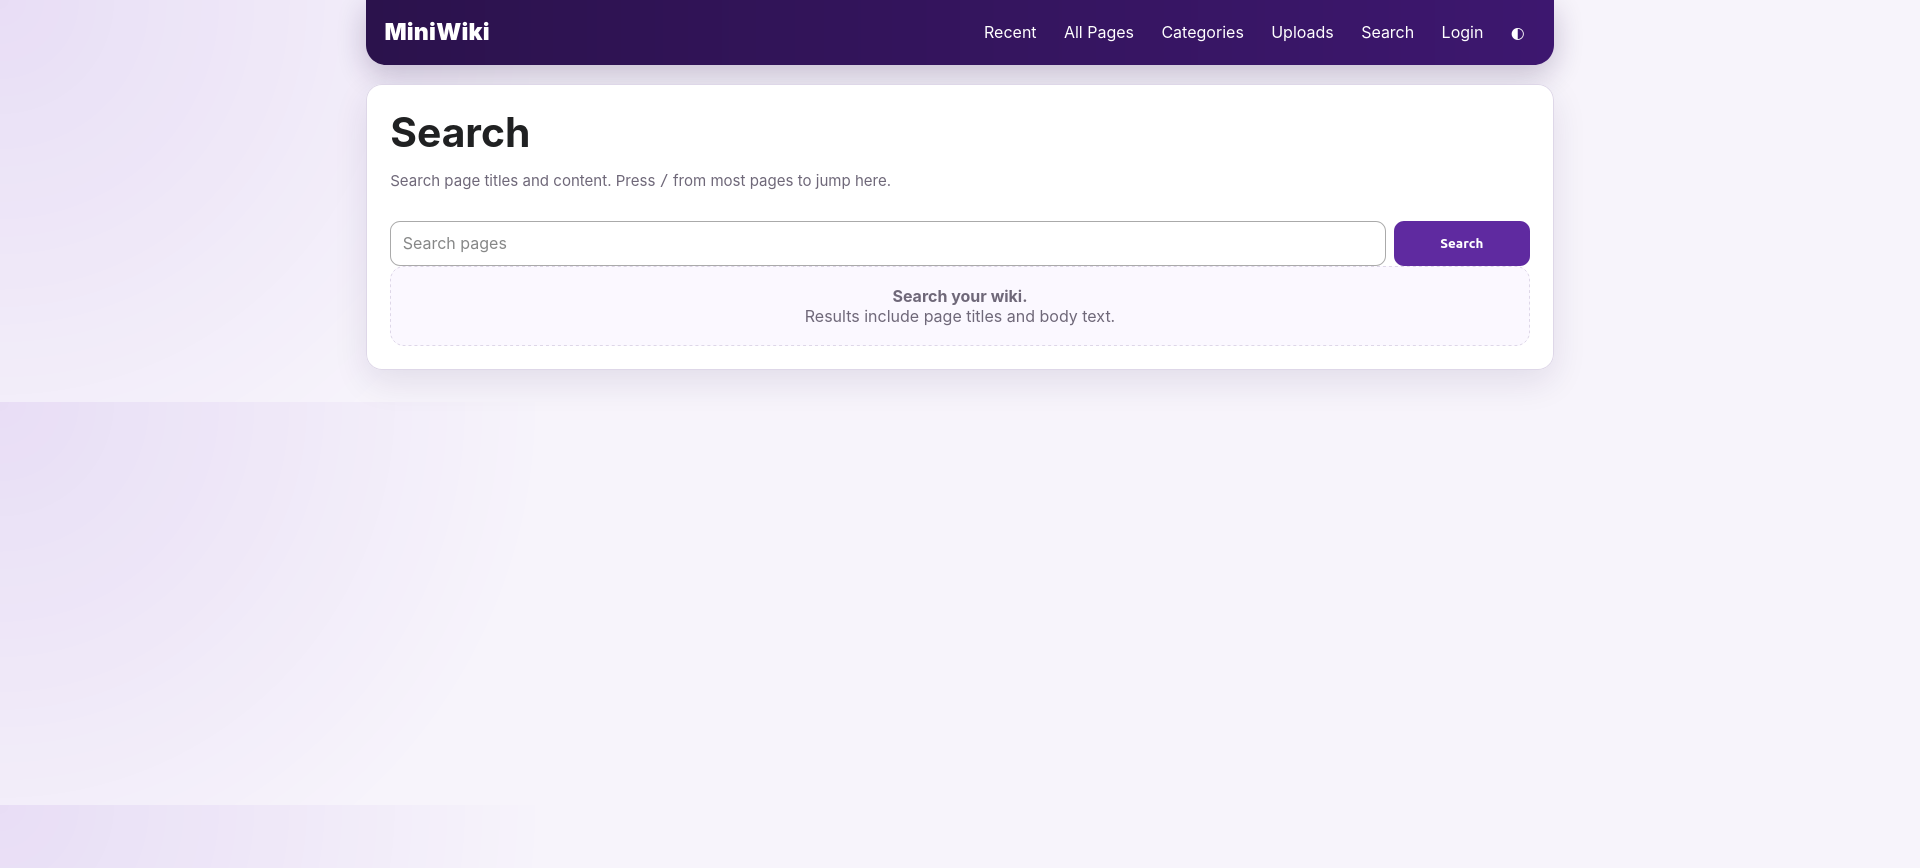 MiniWiki
Recent All Pages Categories Uploads Search Login
Search
Search page titles and content. Press / from most pages to jump here.
Search pages
Search
Search your wiki.
Results include page titles and body text.